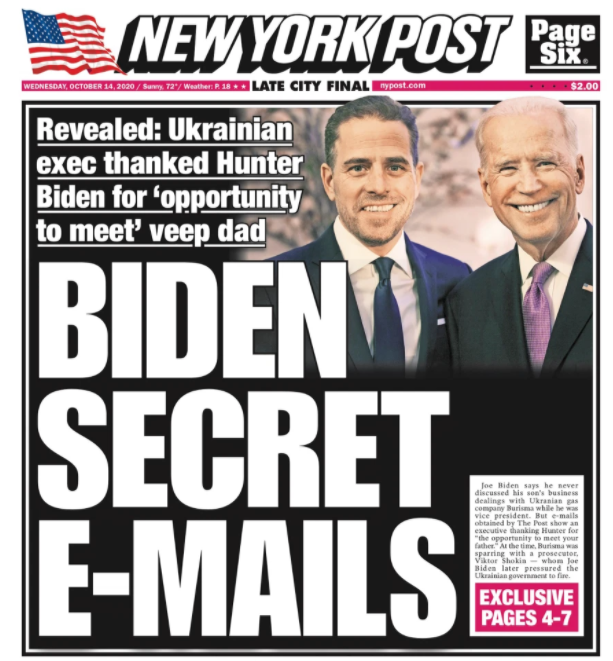 NEW YORK POST
Page
Six®
WEDNESDAY, OCTOBER 14, 2020 / Sunny, 72° / Weather: P. 18 ★★ LATE CITY FINAL nypost.com $2.00
Revealed: Ukrainian
exec thanked Hunter
Biden for ‘opportunity
to meet’ veep dad
BIDEN
SECRET
E-MAILS
Joe Biden says he never
discussed his son’s business
dealings with Ukrainian gas
company Burisma while he was
vice president. But e-mails
obtained by The Post show an
executive thanking Hunter for
“the opportunity to meet your
father.” At the time, Burisma was
sparring with a prosecutor,
Viktor Shokin — whom Joe
Biden later pressured the
Ukrainian government to fire.
EXCLUSIVE
PAGES 4-7